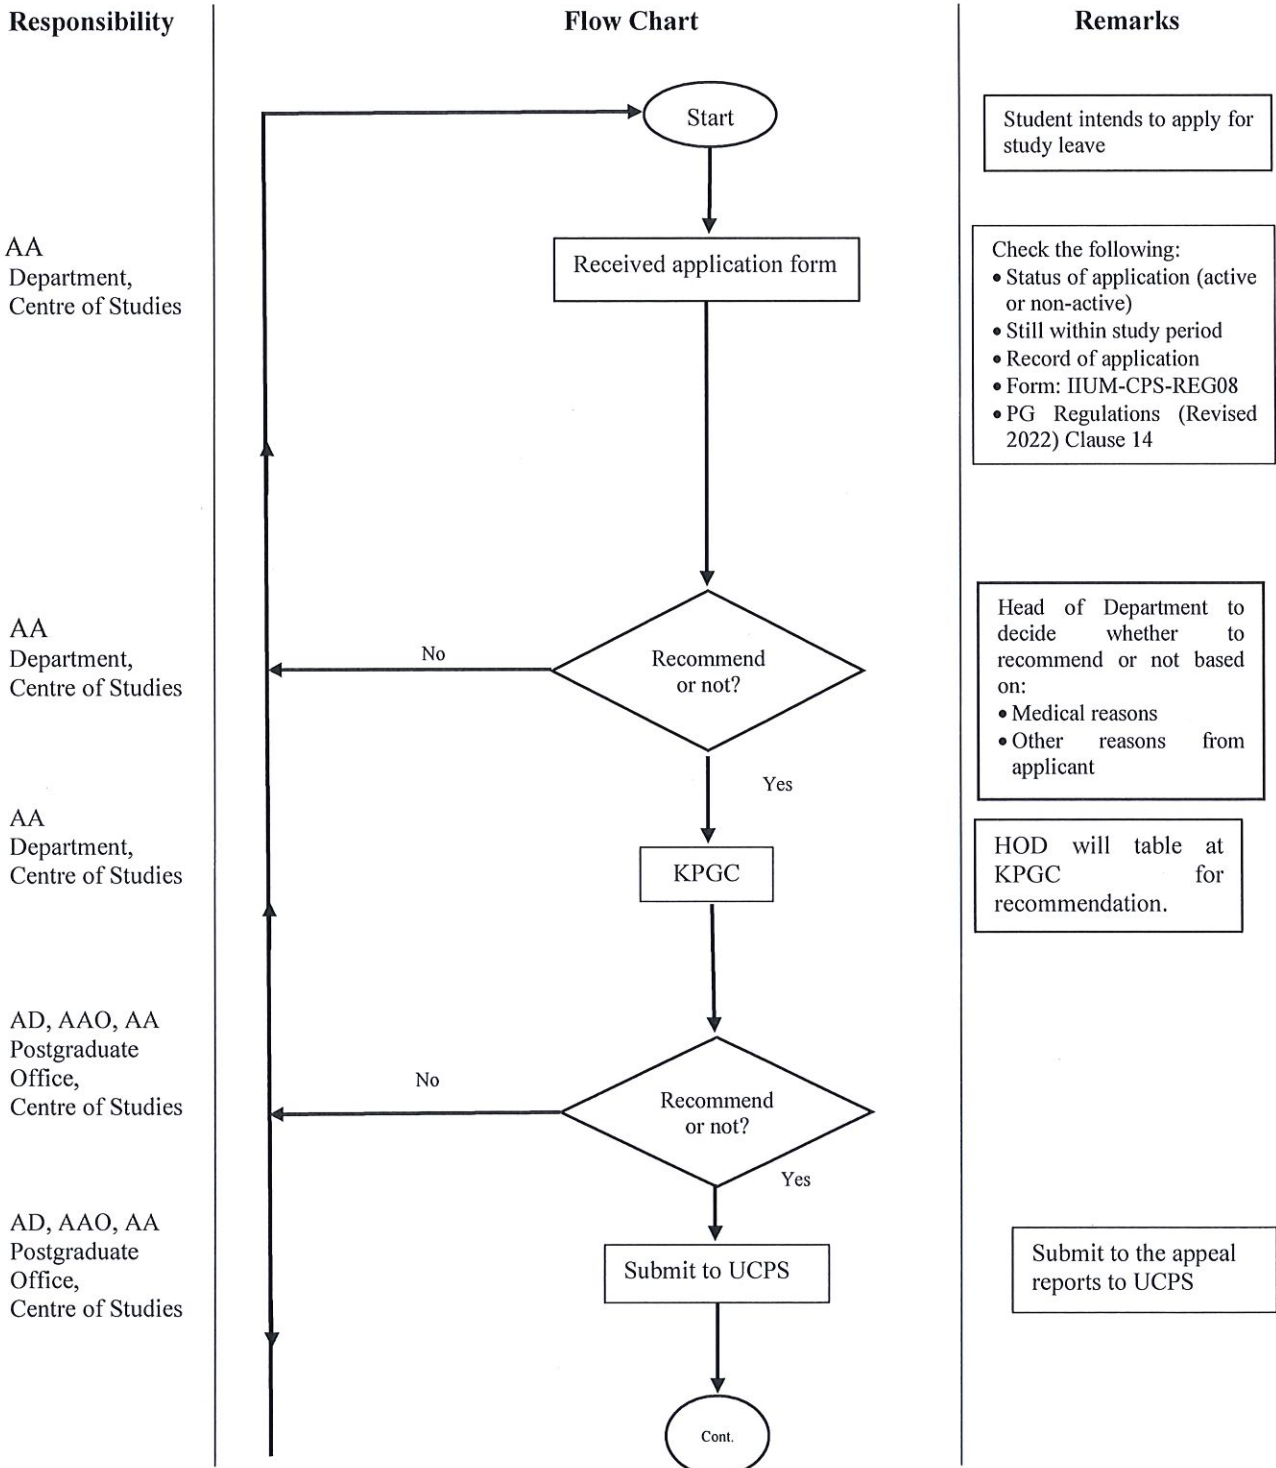 Responsibility
Flow Chart
Remarks
Start
Student intends to apply for
study leave
AA
Department,
Centre of Studies
Received application form
Check the following:
• Status of application (active
or non-active)
• Still within study period
• Record of application
• Form: IIUM-CPS-REG08
• PG Regulations (Revised
2022) Clause 14
AA
Department,
Centre of Studies
No
Recommend
or not?
Head of Department to
decide whether to
recommend or not based
on:
• Medical reasons
• Other reasons from
applicant
Yes
AA
Department,
Centre of Studies
KPGC
HOD will table at
KPGC for
recommendation.
AD, AAO, AA
Postgraduate
Office,
Centre of Studies
No
Recommend
or not?
Yes
AD, AAO, AA
Postgraduate
Office,
Centre of Studies
Submit to UCPS
Submit to the appeal
reports to UCPS
Cont.